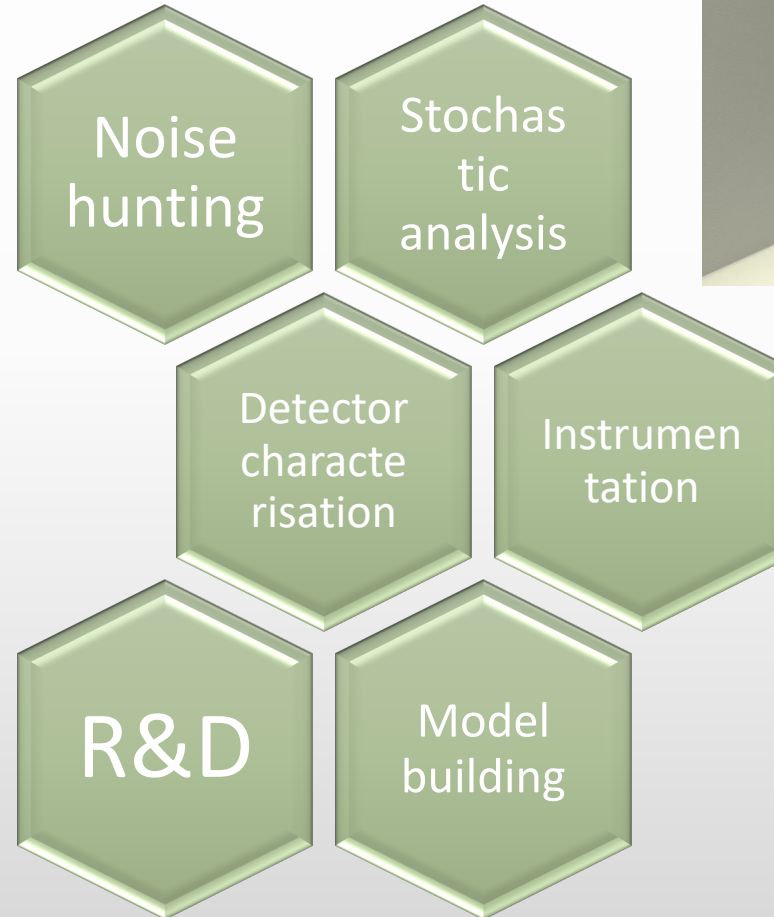 Noise
hunting
Stochas
tic
analysis
Detector
characte
risation
Instrumen
tation
R&D
Model
building